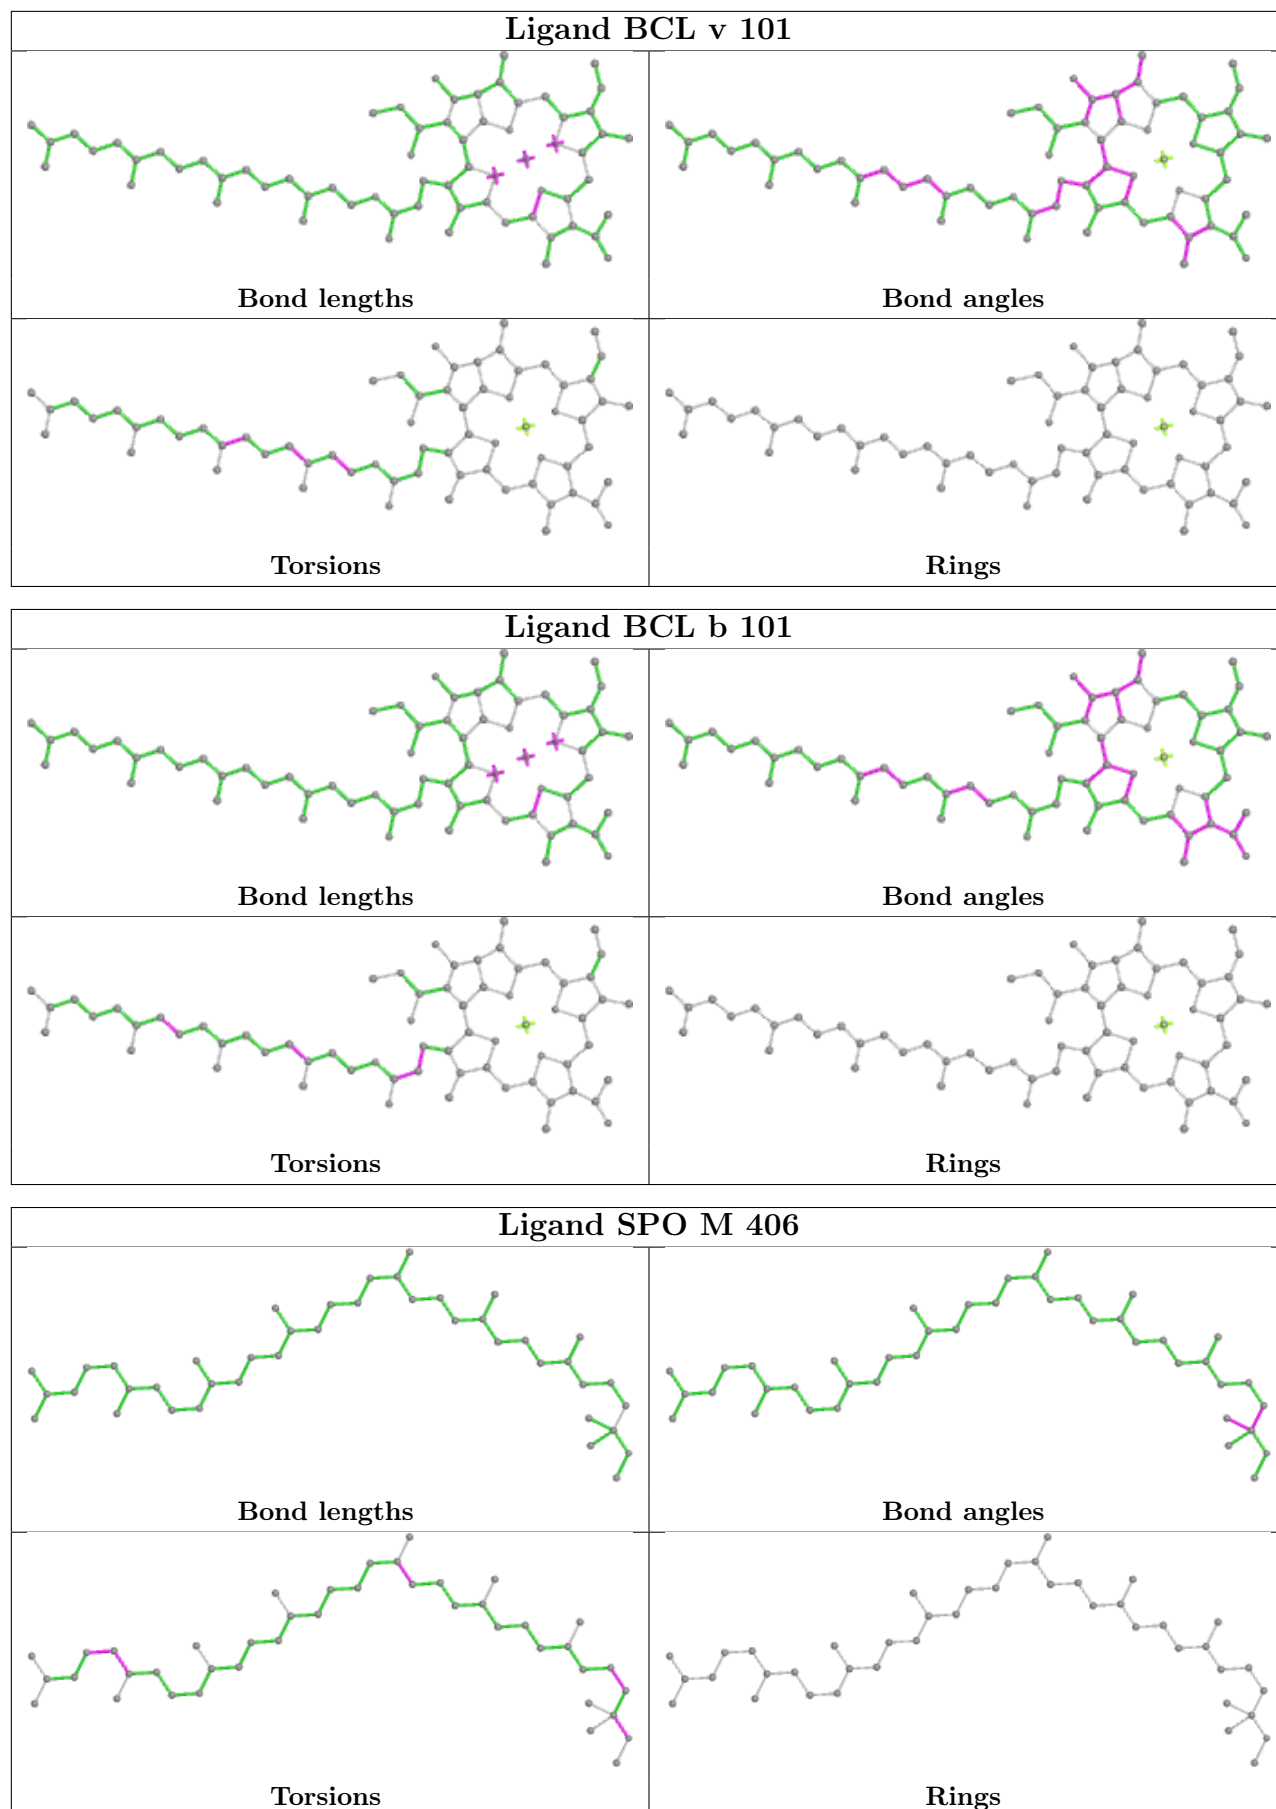 Ligand BCL v 101
Bond lengths
Bond angles
Torsions
Rings
Ligand BCL b 101
Bond lengths
Bond angles
Torsions
Rings
Ligand SPO M 406
Bond lengths
Bond angles
Torsions
Rings